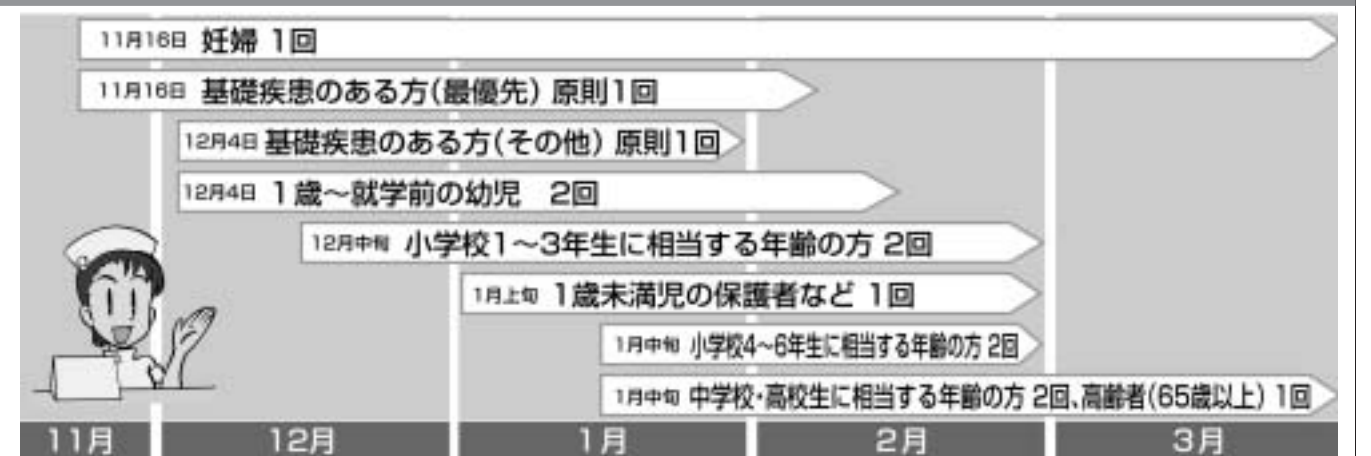 11月16日 妊婦 1回
11月16日 基礎疾患のある方(最優先) 原則1回
12月4日 基礎疾患のある方(その他) 原則1回
12月4日 1歳～就学前の幼児 2回
12月中旬 小学校1～3年生に相当する年齢の方 2回
1月上旬 1歳未満児の保護者など 1回
1月中旬 小学校4～6年生に相当する年齢の方 2回
1月中旬 中学校・高校生に相当する年齢の方 2回、高齢者(65歳以上) 1回
11月 12月 1月 2月 3月